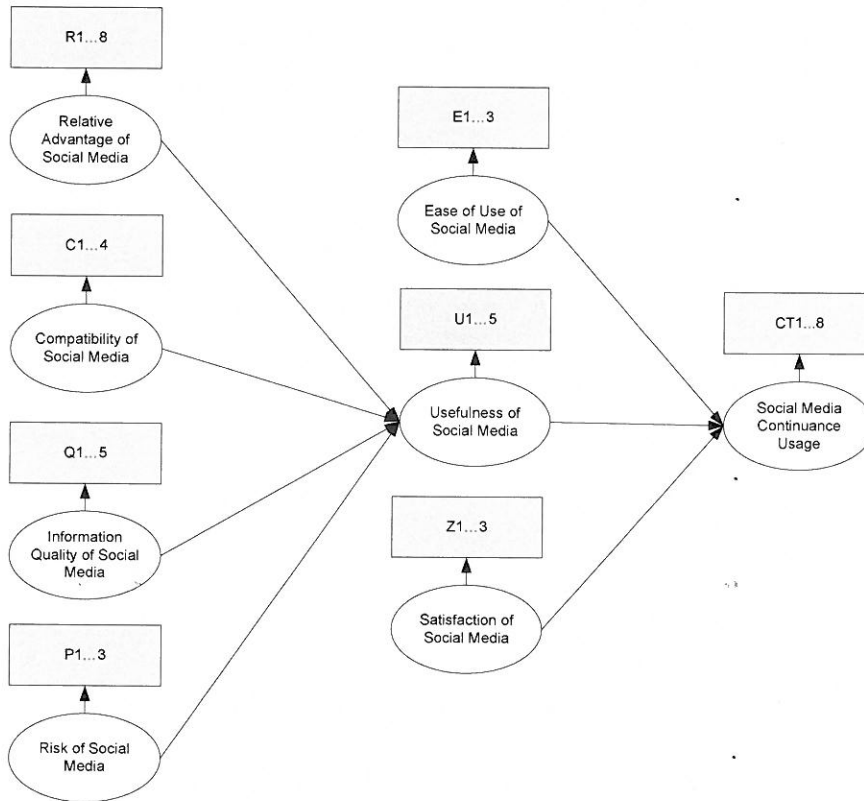 R1...8
Relative
Advantage of
Social Media
C1...4
Compatibility of
Social Media
Q1...5
Information
Quality of Social
Media
P1...3
Risk of Social
Media
E1...3
Ease of Use of
Social Media
U1...5
Usefulness of
Social Media
Z1...3
Satisfaction of
Social Media
CT1...8
Social Media
Continuance
Usage